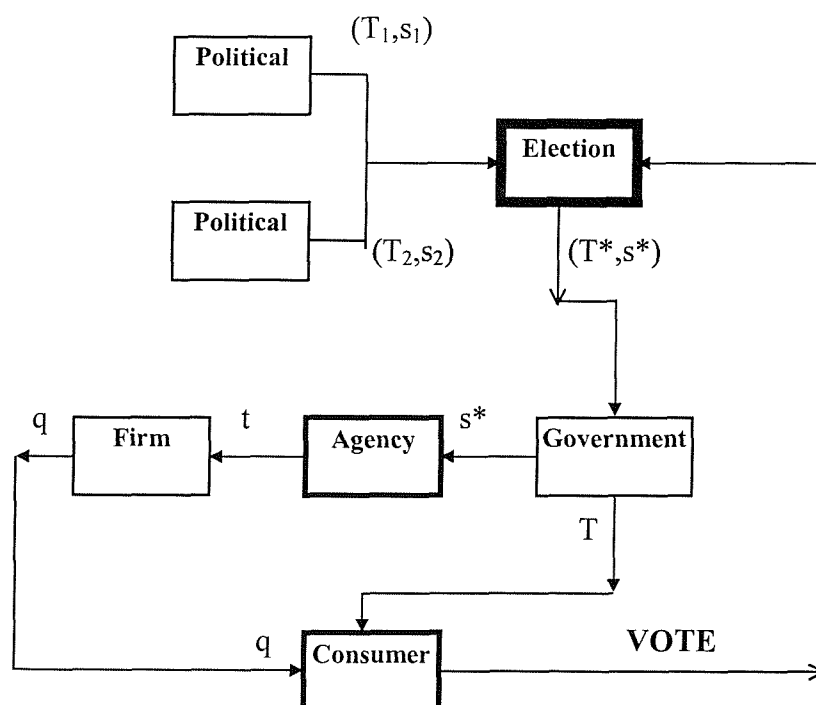 (T₁,s₁)
Political
Election
Political
(T₂,s₂)
(T*,s*)
q
Firm
t
Agency
s*
Government
T
q
Consumer
VOTE